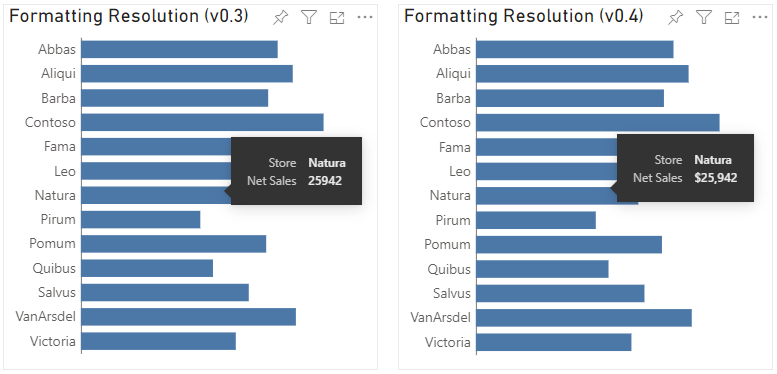 Formatting Resolution (v0.3)
Abbas
Aliqui
Barba
Contoso
Fama
Leo
Natura
Pirum
Pomum
Quibus
Salvus
VanArsdel
Victoria
Store Natura
Net Sales 25942
Formatting Resolution (v0.4)
Abbas
Aliqui
Barba
Contoso
Fama
Leo
Natura
Pirum
Pomum
Quibus
Salvus
VanArsdel
Victoria
Store Natura
Net Sales $25,942